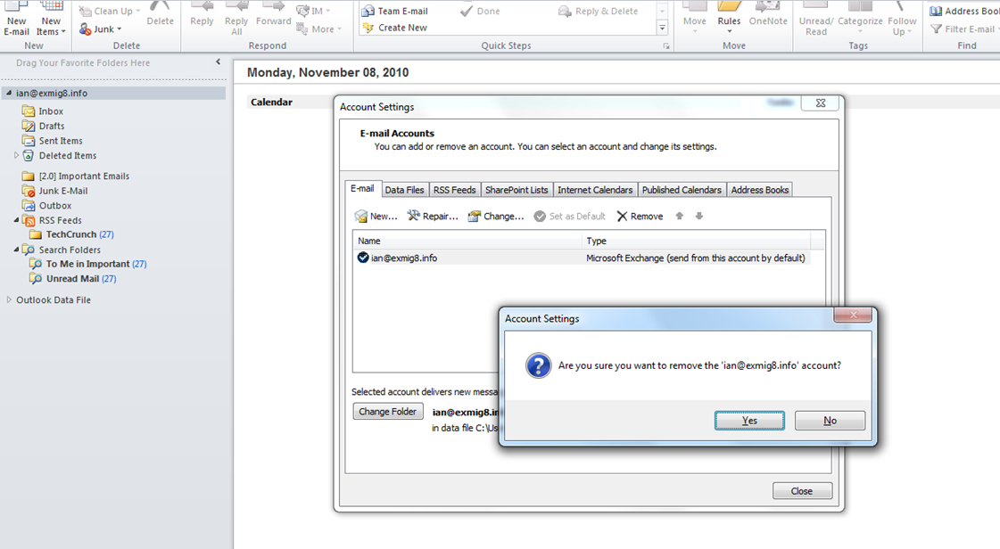 New E-mail
New Items
New
Clean Up
Junk
Delete
Delete
Reply
Reply All
Forward
IM
More
Respond
Team E-mail
Create New
Done
Reply & Delete
Quick Steps
Move
Rules
OneNote
Move
Unread/ Read
Categorize
Follow Up
Tags
Address Boo
Filter E-mail
Find
Drag Your Favorite Folders Here
ian@exmig8.info
Inbox
Drafts
Sent Items
Deleted Items
[2.0] Important Emails
Junk E-Mail
Outbox
RSS Feeds
TechCrunch (27)
Search Folders
To Me in Important (27)
Unread Mail (27)
Outlook Data File
Monday, November 08, 2010
Calendar
Account Settings
E-mail Accounts
You can add or remove an account. You can select an account and change its settings.
E-mail Data Files RSS Feeds SharePoint Lists Internet Calendars Published Calendars Address Books
New... Repair... Change... Set as Default Remove
Name Type
ian@exmig8.info Microsoft Exchange (send from this account by default)
Selected account delivers new messa
Change Folder ian@exmig8.in
in data file C:\Us
Close
Account Settings
Are you sure you want to remove the 'ian@exmig8.info' account?
Yes No